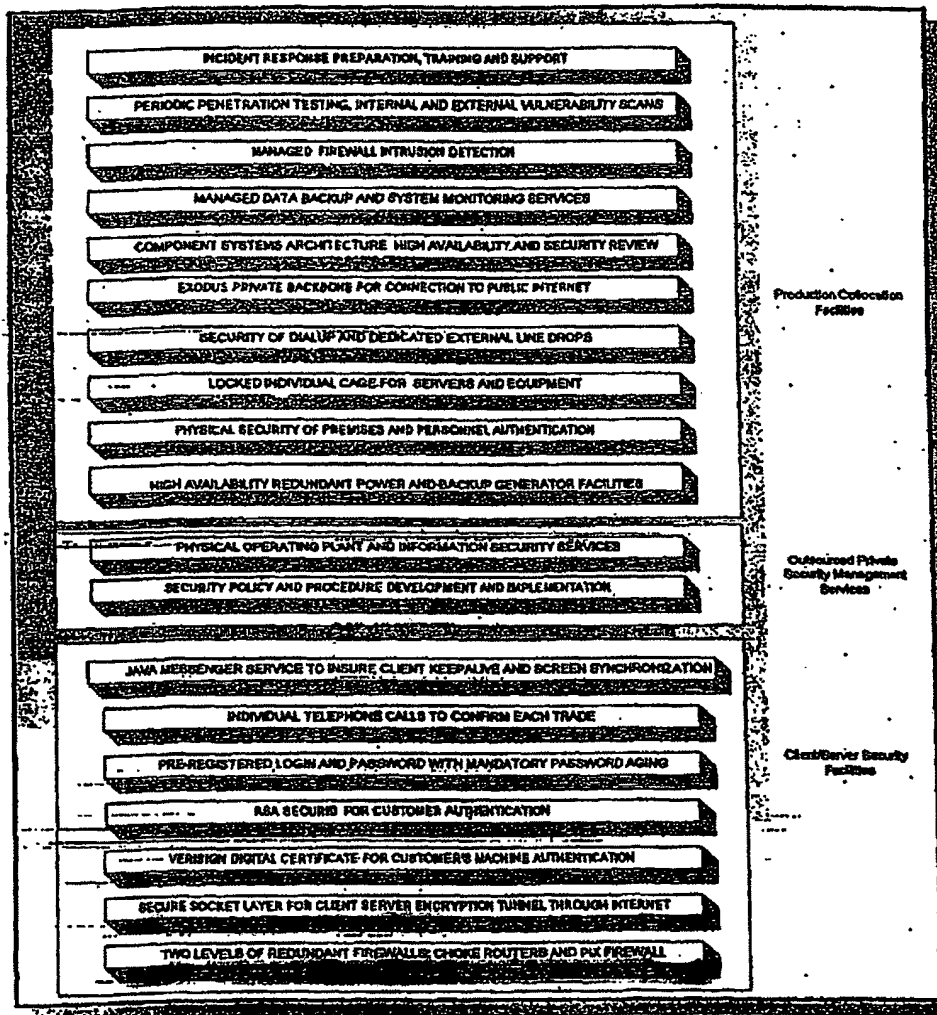 INCIDENT RESPONSE PREPARATION, TRAINING AND SUPPORT
PERIODIC PENETRATION TESTING, INTERNAL AND EXTERNAL VULNERABILITY SCANS
MANAGED FIREWALL INTRUSION DETECTION
MANAGED DATA BACKUP AND SYSTEM MONITORING SERVICES
COMPONENT SYSTEMS ARCHITECTURE HIGH AVAILABILITY AND SECURITY REVIEW
EXODUS PRIVATE BACKBONE FOR CONNECTION TO PUBLIC INTERNET
SECURITY OF DIALUP AND DEDICATED EXTERNAL LINE DROPS
LOCKED INDIVIDUAL CAGE FOR SERVERS AND EQUIPMENT
PHYSICAL SECURITY OF PREMISES AND PERSONNEL AUTHENTICATION
HIGH AVAILABILITY REDUNDANT POWER AND BACKUP GENERATOR FACILITIES
Production Collocation
Facilities
PHYSICAL OPERATING PLANT AND INFORMATION SECURITY SERVICES
SECURITY POLICY AND PROCEDURE DEVELOPMENT AND IMPLEMENTATION
Outsourced Private
Security Management
Services
JAVA MESSENGER SERVICE TO INSURE CLIENT KEEPALIVE AND SCREEN SYNCHRONIZATION
INDIVIDUAL TELEPHONE CALLS TO CONFIRM EACH TRADE
PRE-REGISTERED LOGIN AND PASSWORD WITH MANDATORY PASSWORD AGING
RSA SECURID FOR CUSTOMER AUTHENTICATION
VERISIGN DIGITAL CERTIFICATE FOR CUSTOMER'S MACHINE AUTHENTICATION
SECURE SOCKET LAYER FOR CLIENT SERVER ENCRYPTION TUNNEL THROUGH INTERNET
TWO LEVELS OF REDUNDANT FIREWALLS; CHOKE ROUTERS AND PIX FIREWALL
Client/Server Security
Facilities